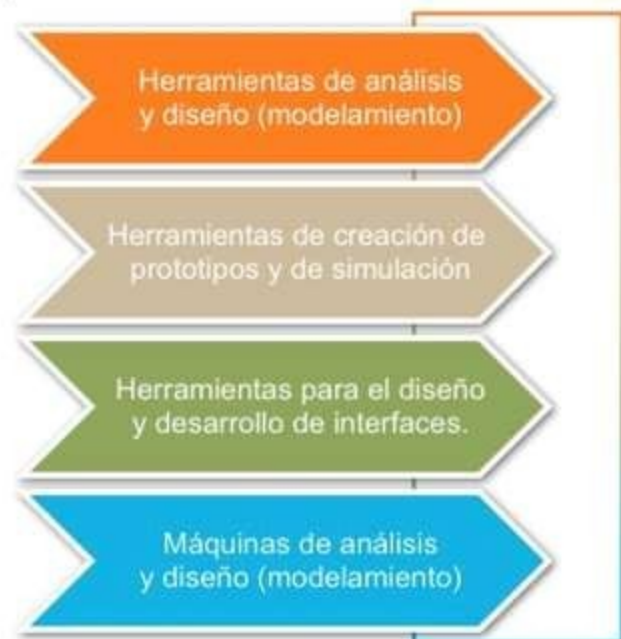 Herramientas de análisis
y diseño (modelamiento)
Herramientas de creación de
prototipos y de simulación
Herramientas para el diseño
y desarrollo de interfaces.
Máquinas de análisis
y diseño (modelamiento)